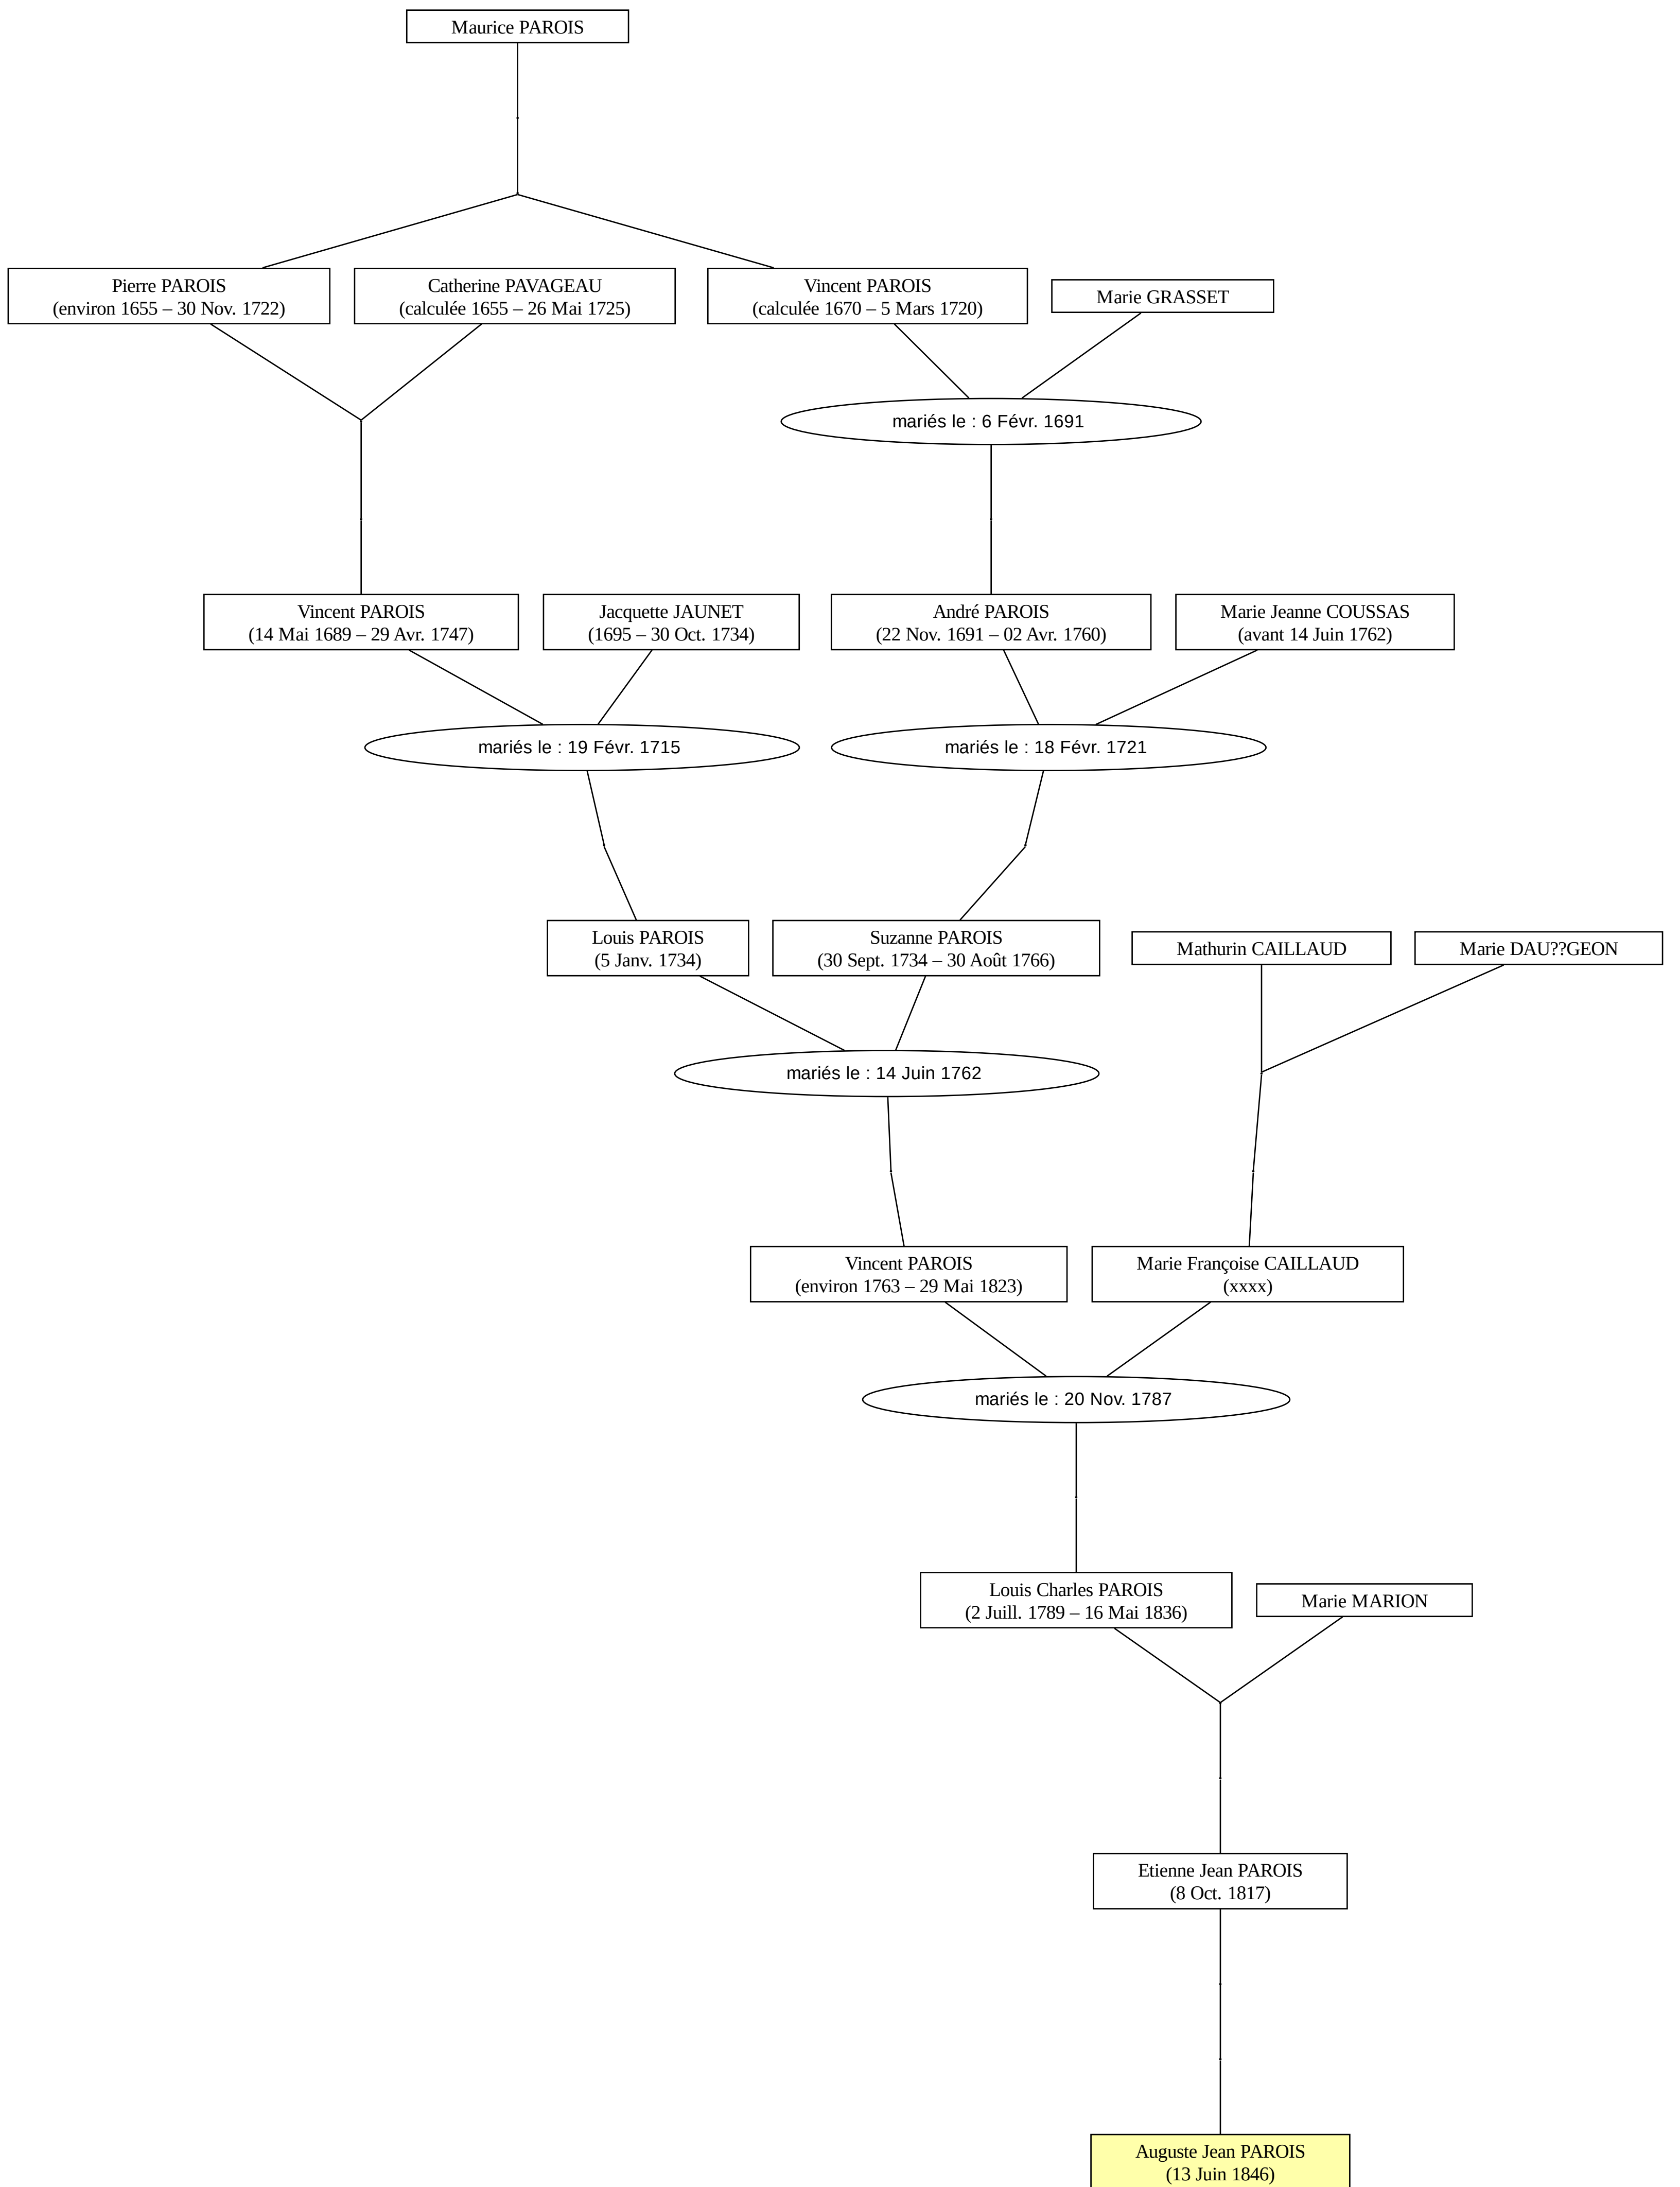 Maurice PAROIS
Pierre PAROIS
(environ 1655 – 30 Nov. 1722)
Catherine PAVAGEAU
(calculée 1655 – 26 Mai 1725)
Vincent PAROIS
(calculée 1670 – 5 Mars 1720)
Marie GRASSET
mariés le : 6 Févr. 1691
Vincent PAROIS
(14 Mai 1689 – 29 Avr. 1747)
Jacquette JAUNET
(1695 – 30 Oct. 1734)
André PAROIS
(22 Nov. 1691 – 02 Avr. 1760)
Marie Jeanne COUSSAS
(avant 14 Juin 1762)
mariés le : 19 Févr. 1715
mariés le : 18 Févr. 1721
Louis PAROIS
(5 Janv. 1734)
Suzanne PAROIS
(30 Sept. 1734 – 30 Août 1766)
Mathurin CAILLAUD
Marie DAU??GEON
mariés le : 14 Juin 1762
Vincent PAROIS
(environ 1763 – 29 Mai 1823)
Marie Françoise CAILLAUD
(xxxx)
mariés le : 20 Nov. 1787
Louis Charles PAROIS
(2 Juill. 1789 – 16 Mai 1836)
Marie MARION
Etienne Jean PAROIS
(8 Oct. 1817)
Auguste Jean PAROIS
(13 Juin 1846)